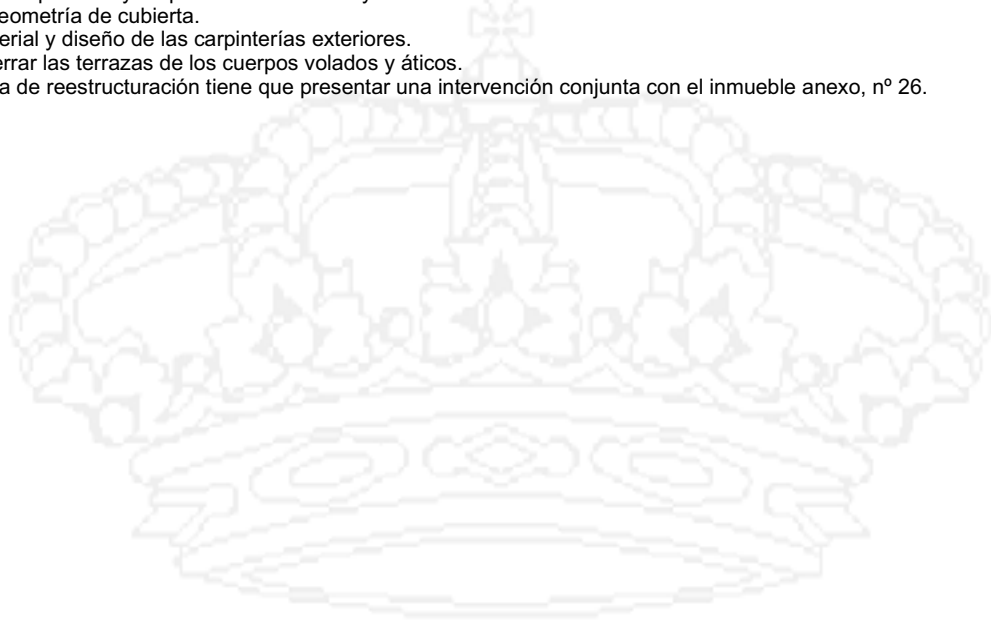 eometría de cubierta.
erial y diseño de las carpinterías exteriores.
errar las terrazas de los cuerpos volados y áticos.
a de reestructuración tiene que presentar una intervención conjunta con el inmueble anexo, nº 26.